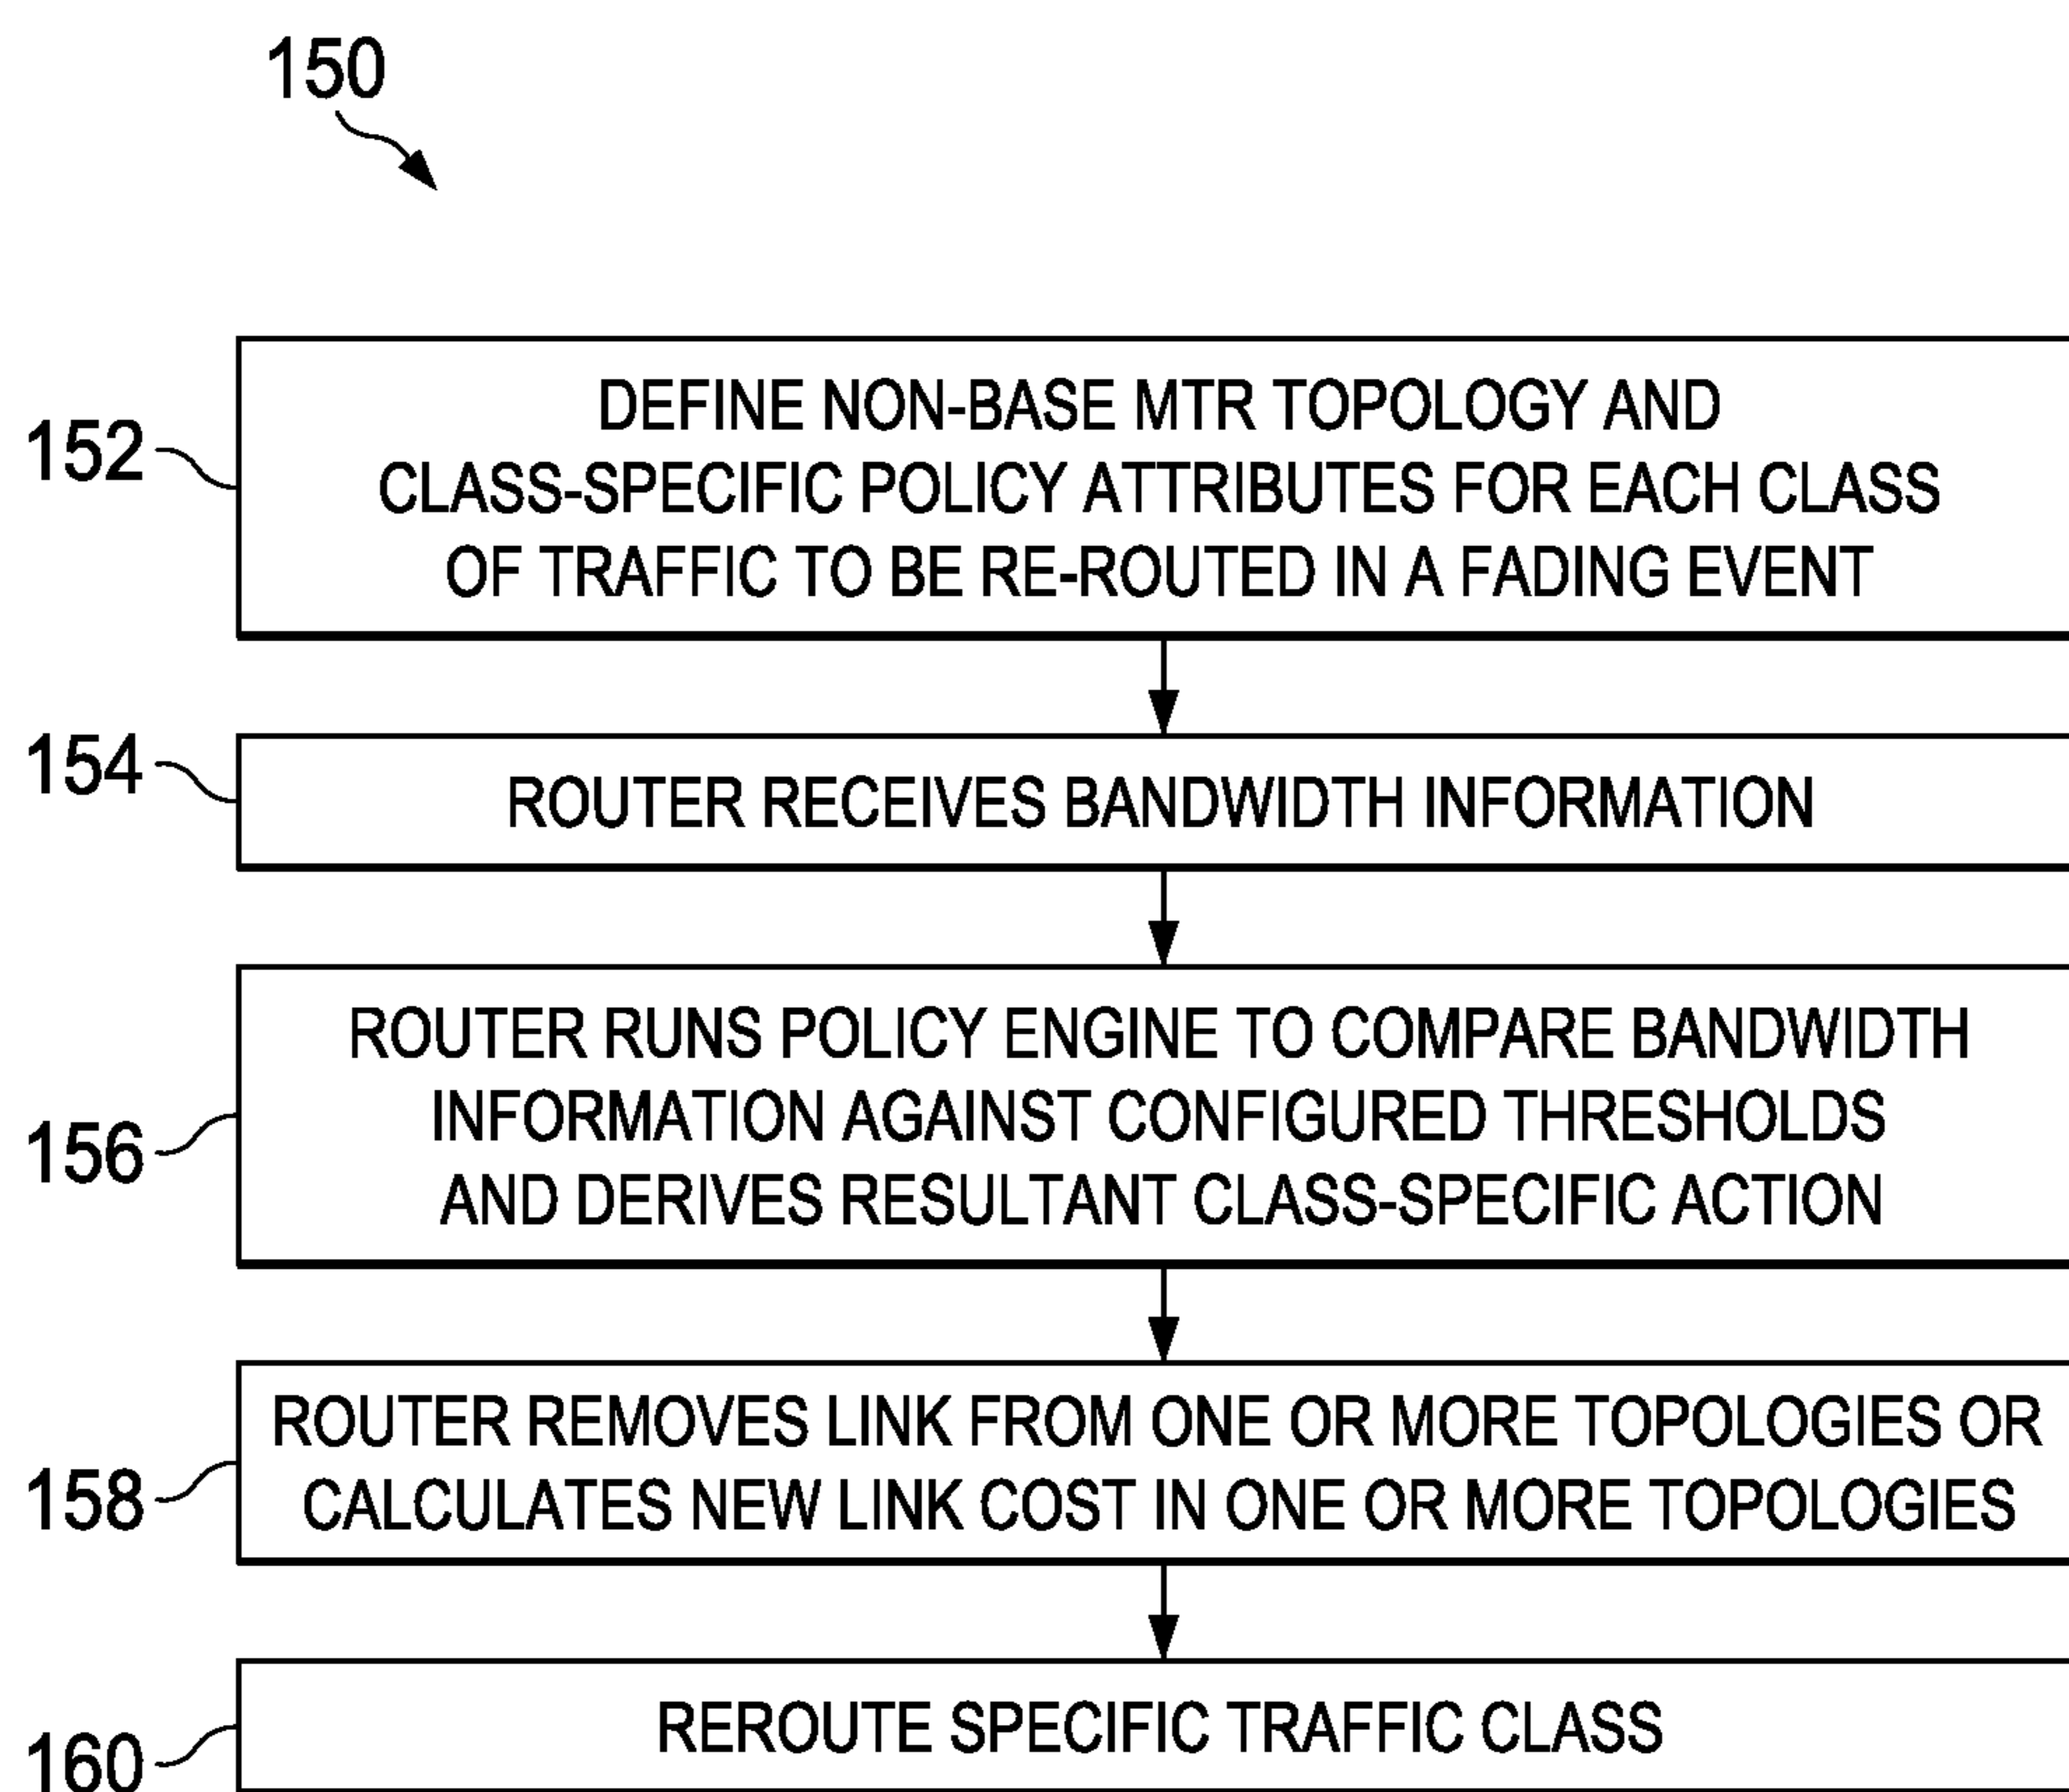 150
152
DEFINE NON-BASE MTR TOPOLOGY AND
CLASS-SPECIFIC POLICY ATTRIBUTES FOR EACH CLASS
OF TRAFFIC TO BE RE-ROUTED IN A FADING EVENT
154
ROUTER RECEIVES BANDWIDTH INFORMATION
156
ROUTER RUNS POLICY ENGINE TO COMPARE BANDWIDTH
INFORMATION AGAINST CONFIGURED THRESHOLDS
AND DERIVES RESULTANT CLASS-SPECIFIC ACTION
158
ROUTER REMOVES LINK FROM ONE OR MORE TOPOLOGIES OR
CALCULATES NEW LINK COST IN ONE OR MORE TOPOLOGIES
160
REROUTE SPECIFIC TRAFFIC CLASS